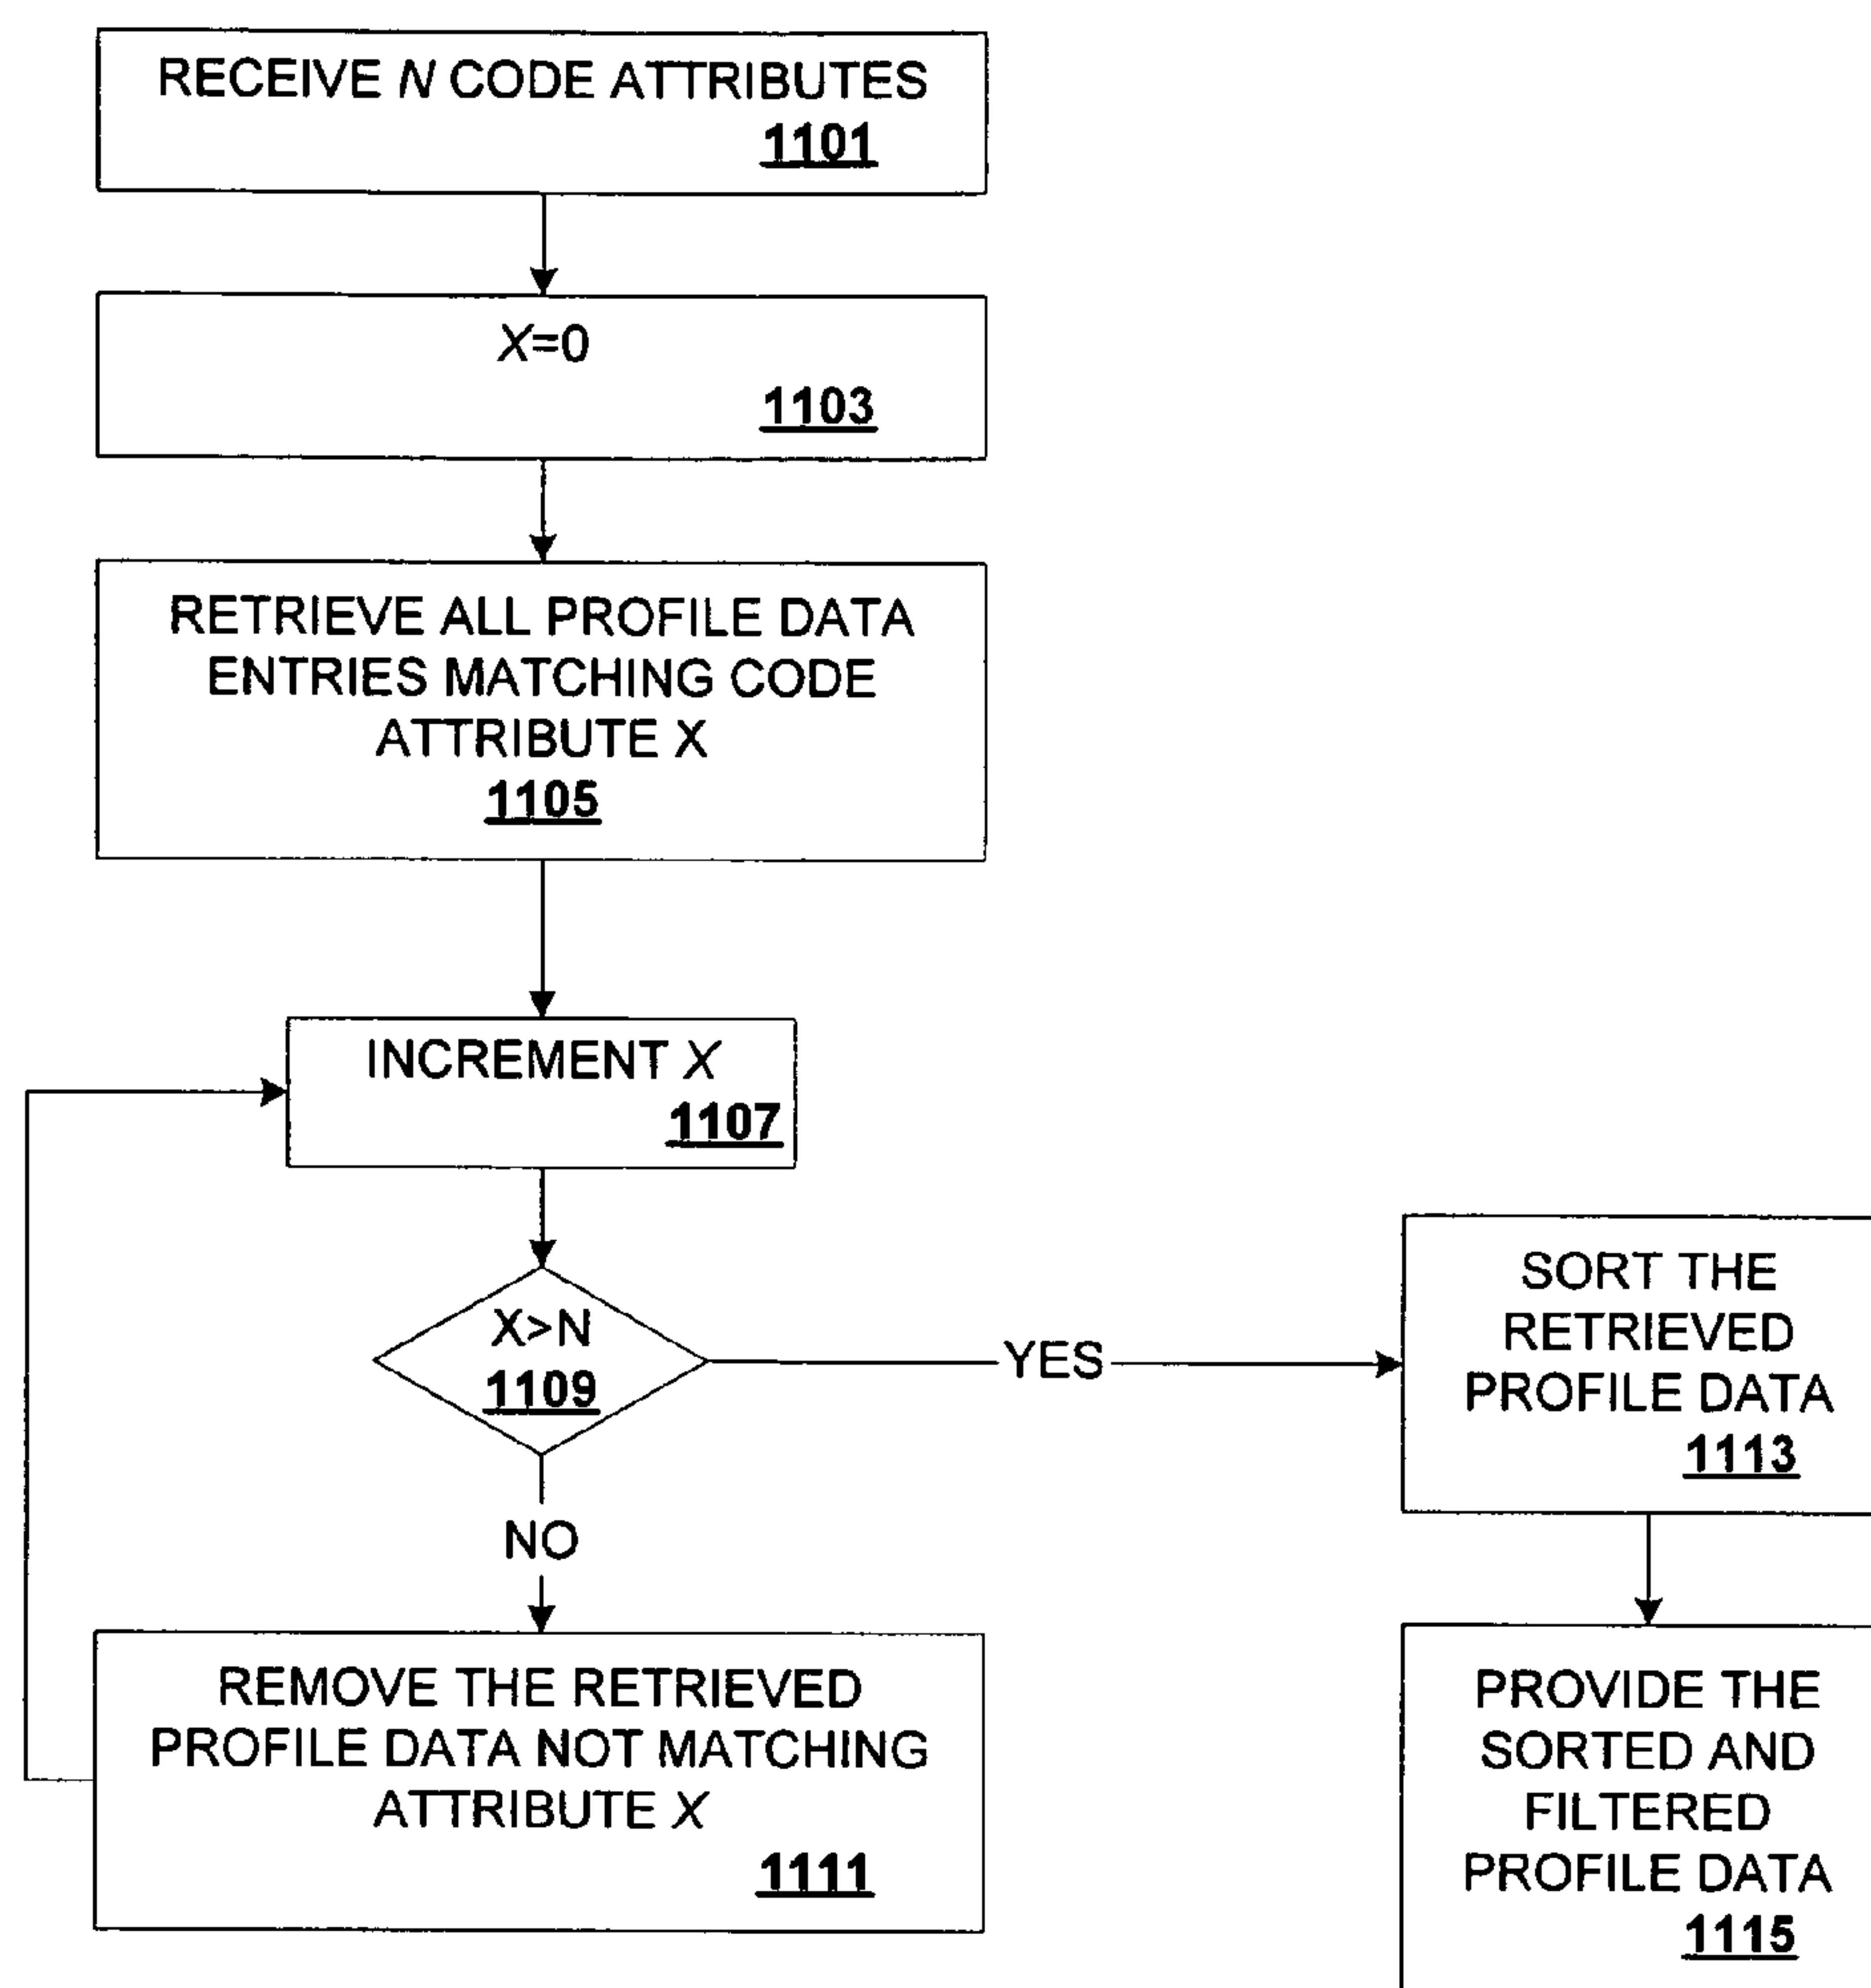 RECEIVE N CODE ATTRIBUTES
1101
X=0
1103
RETRIEVE ALL PROFILE DATA
ENTRIES MATCHING CODE
ATTRIBUTE X
1105
INCREMENT X
1107
X>N
1109
YES
NO
REMOVE THE RETRIEVED
PROFILE DATA NOT MATCHING
ATTRIBUTE X
1111
SORT THE
RETRIEVED
PROFILE DATA
1113
PROVIDE THE
SORTED AND
FILTERED
PROFILE DATA
1115